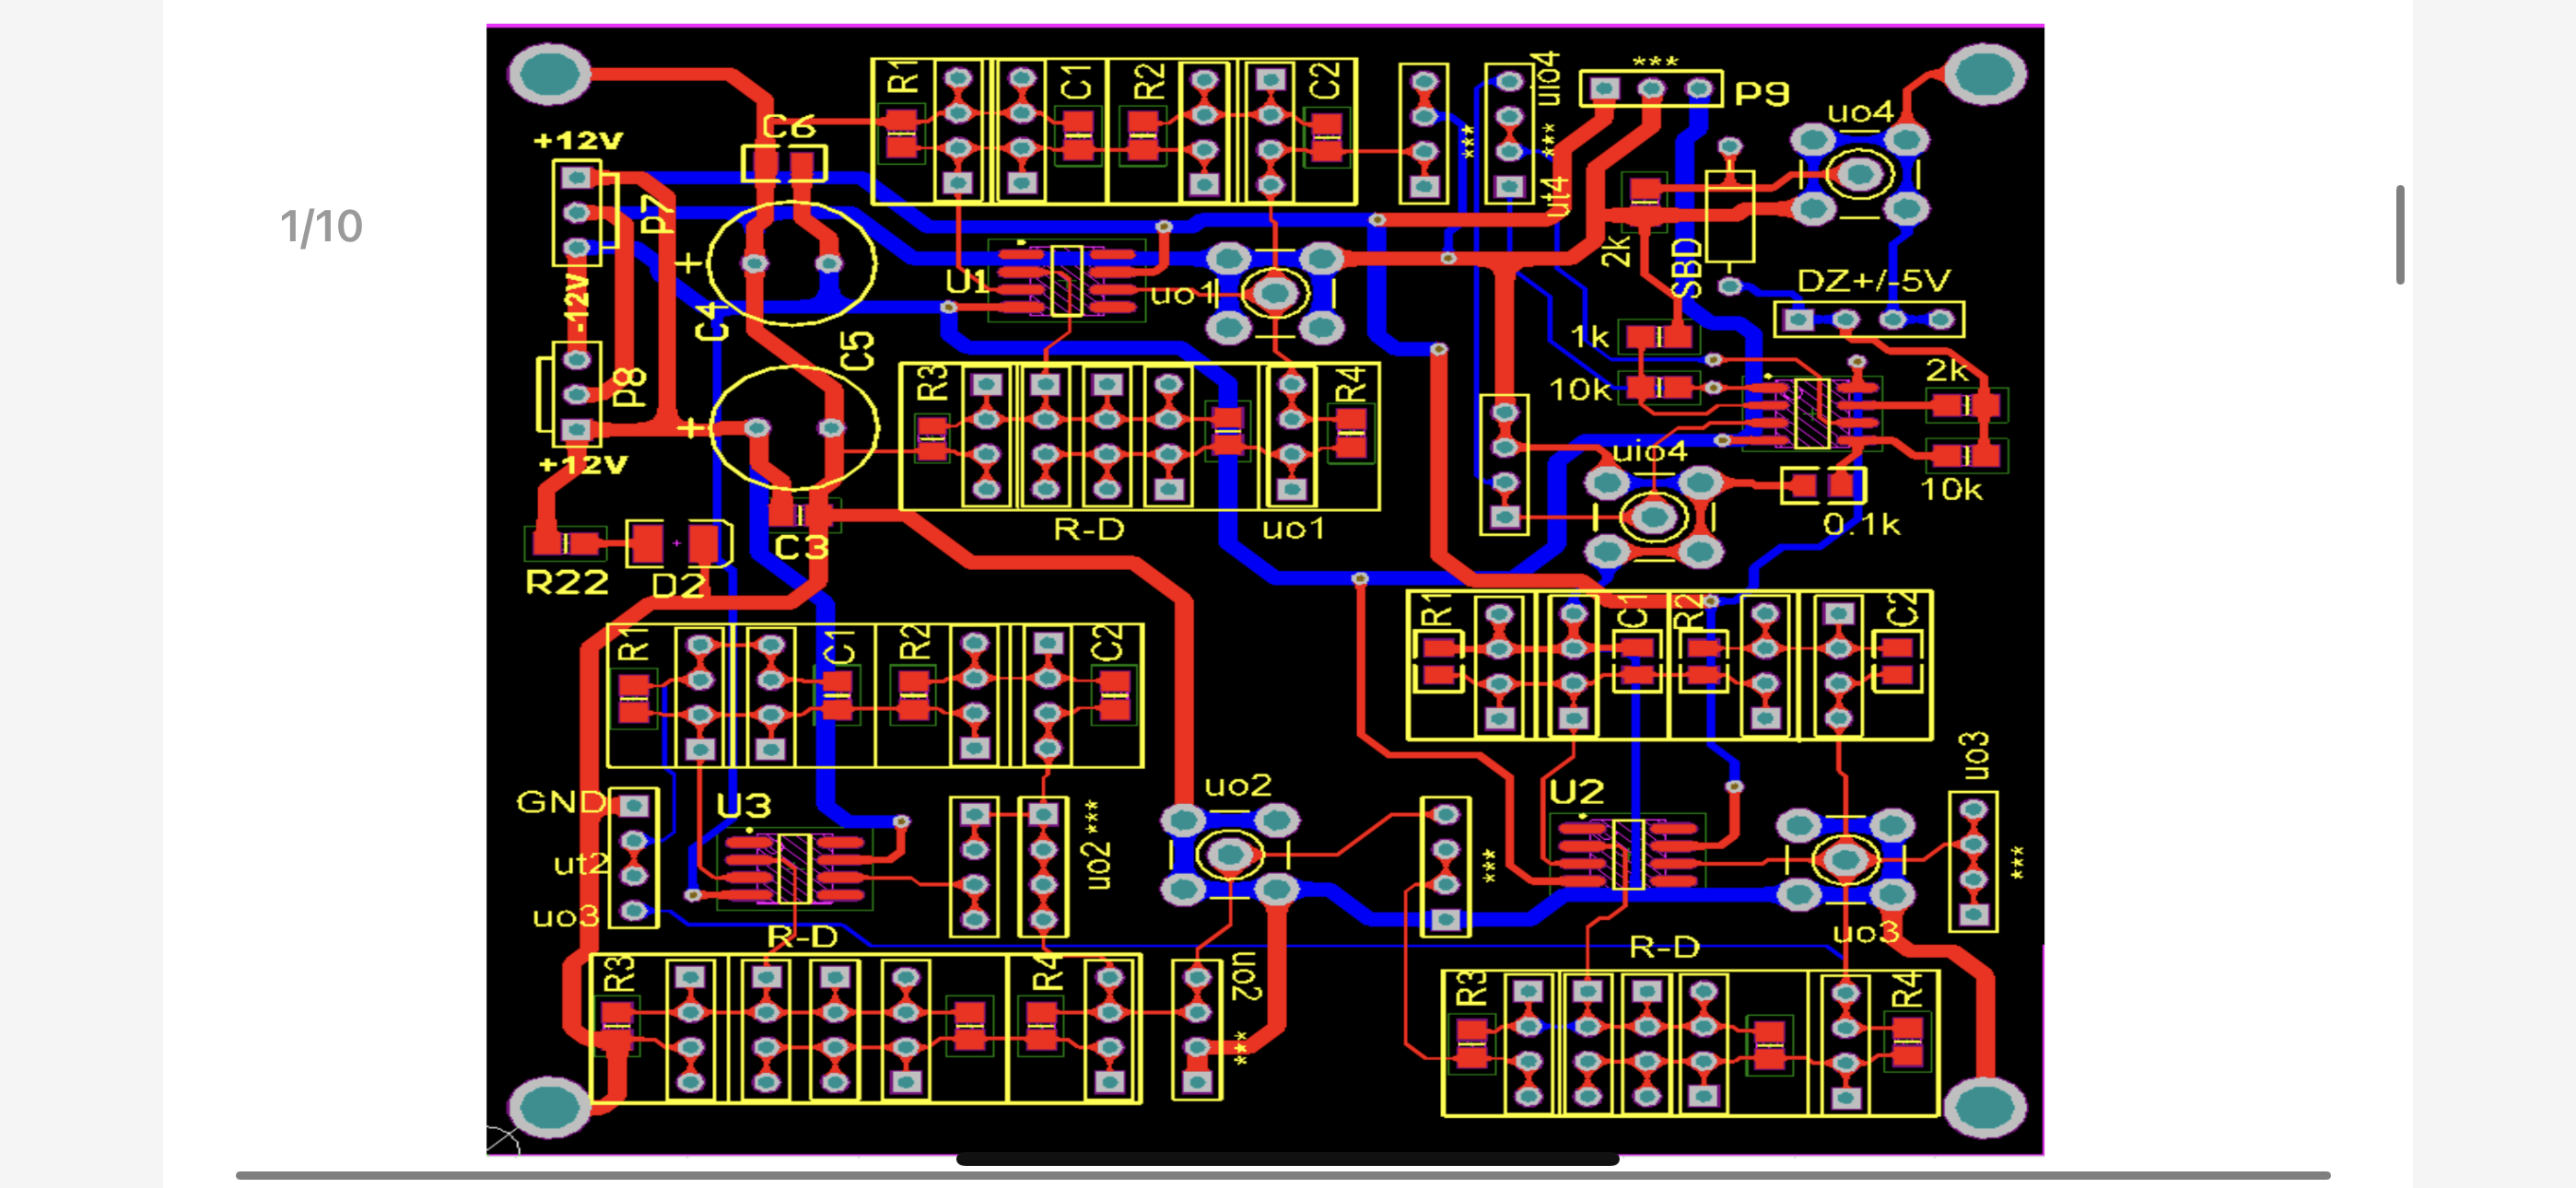 1/10
R1
C1
R2
C2
***
uio4
***
ut4
***
P9
uo4
+12V
C6
P7
-12V
+
C4
U1
uo1
2k
SBD
DZ+/-5V
C5
P8
+
+12V
R3
R4
1k
10k
2k
10k
uio4
0.1k
R-D
uo1
C3
R22
D2
R1
C1
R2
C2
R1
C1
R2
C2
GND
ut2
uo3
U3
uo2***
uo2
***
U2
uo3
***
uo3
R-D
R-D
R3
R4
uo2
***
R3
R4